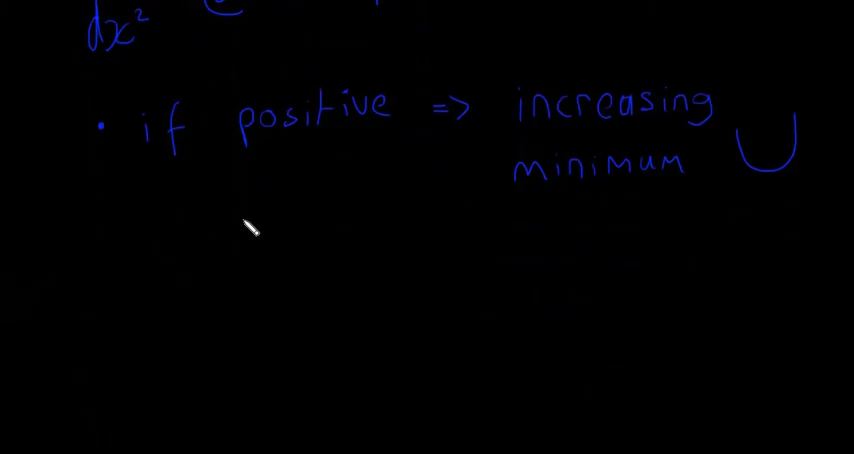 dx²
• if positive => increasing
minimum